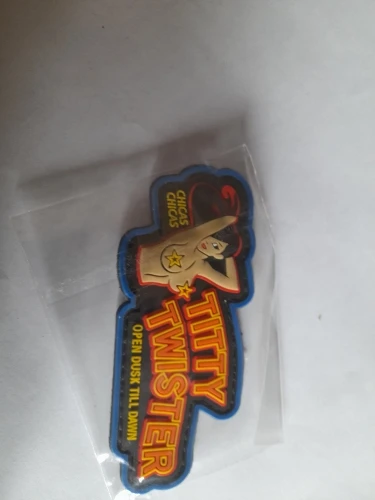 CHICAS
CHICAS
TITTY
TWISTER
OPEN DUSK TILL DAWN